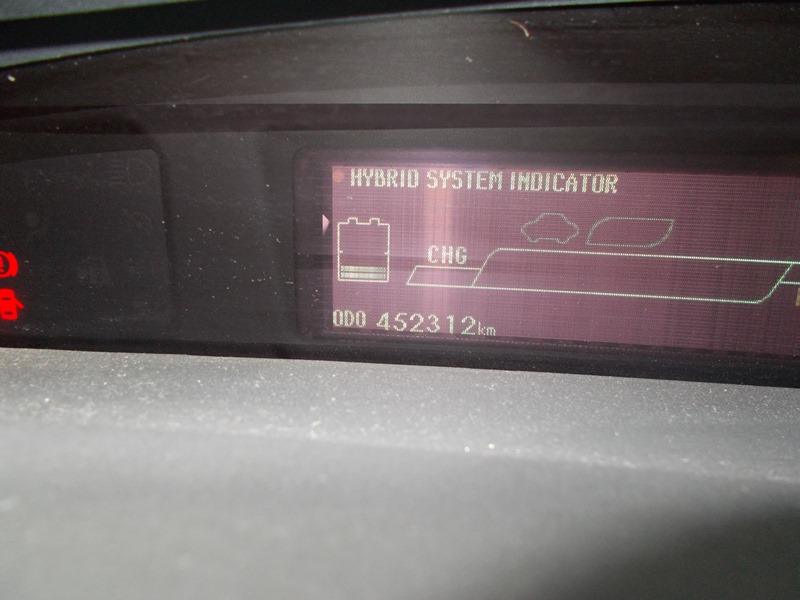 HYBRID SYSTEM INDICATOR
CHG
ODO 452312km